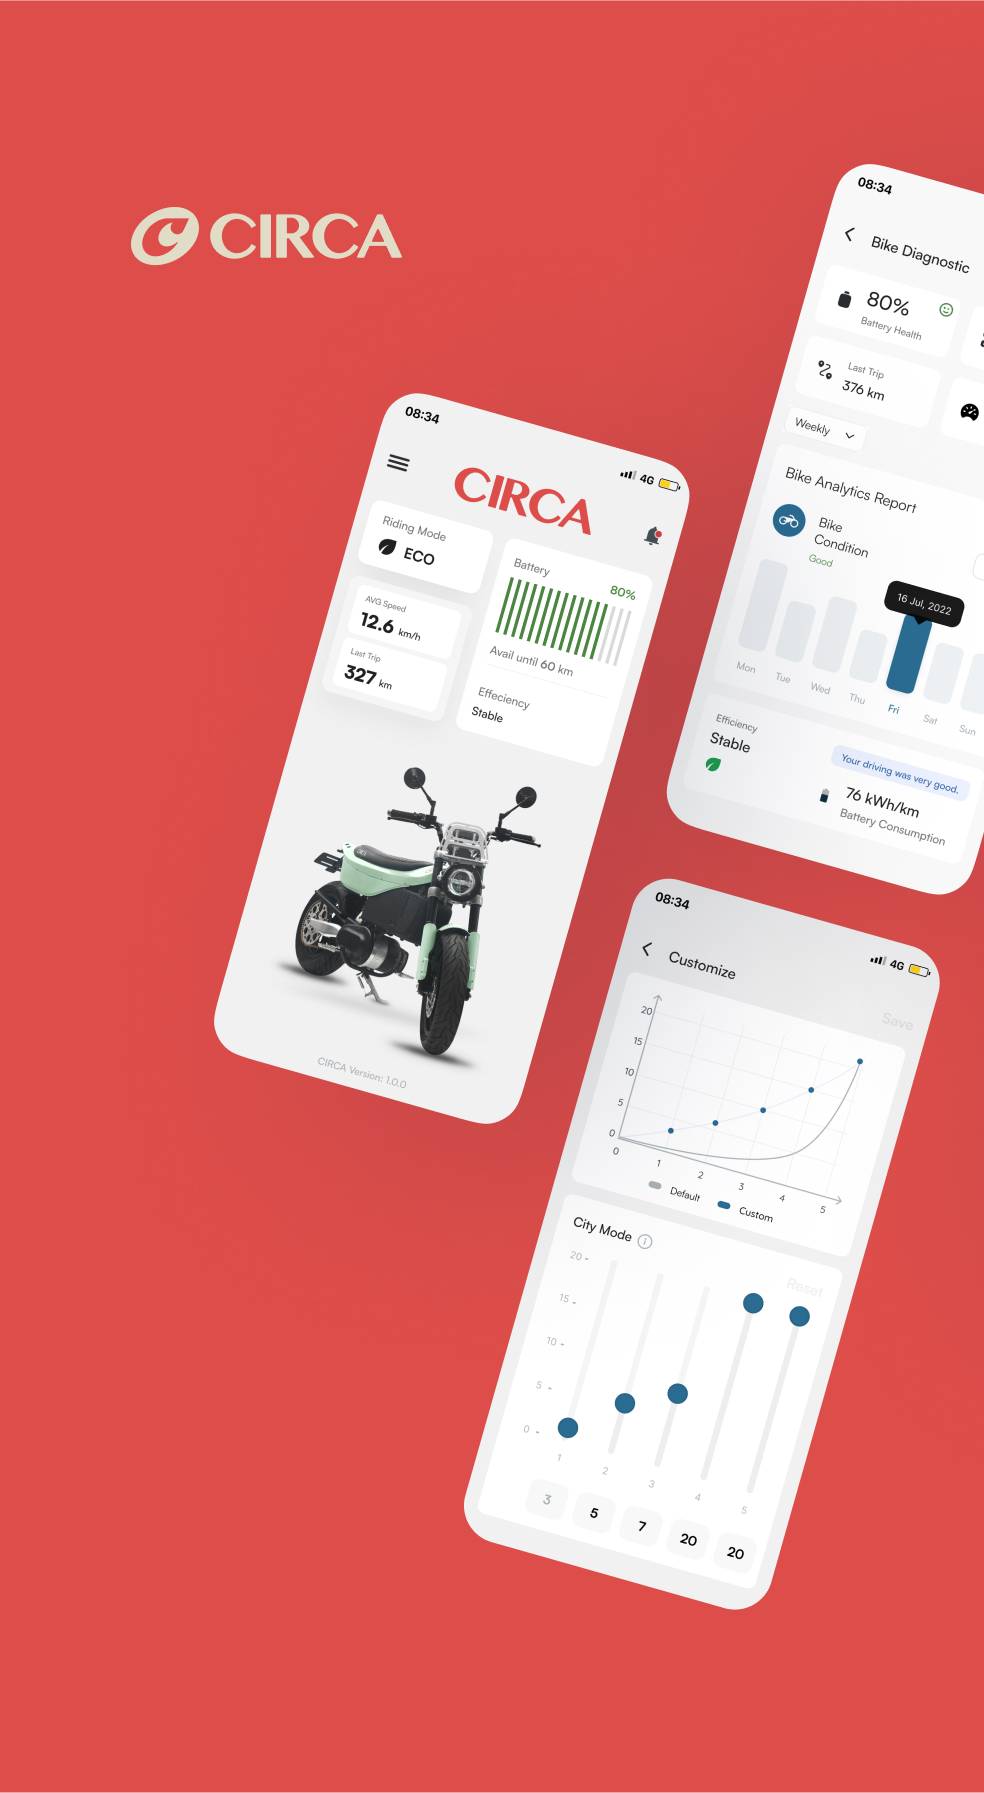 CIRCA
08:34
4G
CIRCA
Riding Mode
ECO
AVG Speed
12.6 km/h
Last Trip
327 km
Battery
80%
Avail until 60 km
Effeciency
Stable
CIRCA Version: 1.0.0
08:34
Bike Diagnostic
80%
Battery Health
Last Trip
376 km
Weekly
Bike Analytics Report
Bike
Condition
Good
16 Jul, 2022
Mon
Tue
Wed
Thu
Fri
Sat
Sun
Efficiency
Stable
Your driving was very good.
76 kWh/km
Battery Consumption
08:34
4G
Customize
Save
20
15
10
5
0
0
1
2
3
4
5
Default
Custom
City Mode
Reset
20
15
10
5
0
1
2
3
4
5
3
5
7
20
20